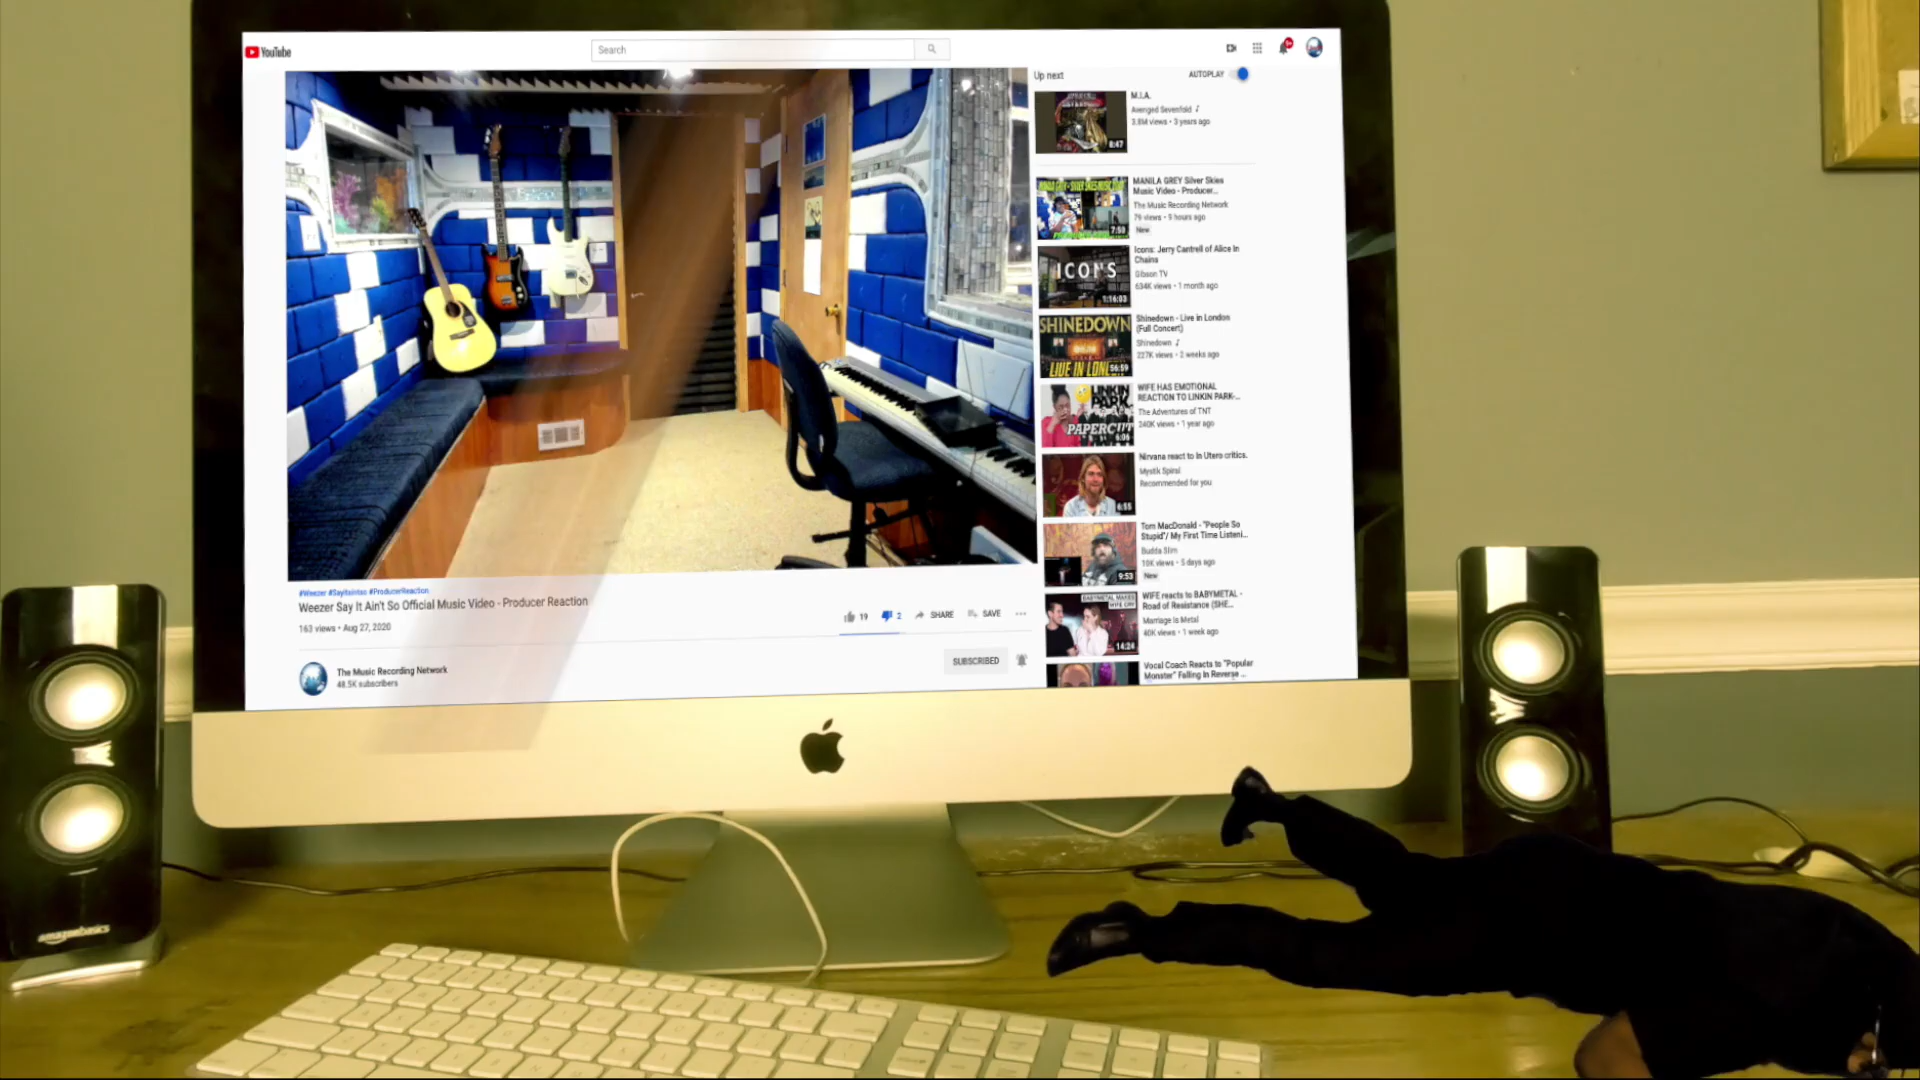 YouTube
Search
Up next
AUTOPLAY
M.I.A.
Avenged Sevenfold
3.8M views • 3 years ago
8:47
MANILA GREY Silver Skies
Music Video - Producer...
The Music Recording Network
79 views • 9 hours ago
New
7:50
Icons: Jerry Cantrell of Alice In
Chains
Gibson TV
634K views • 1 month ago
ICONS
1:16:03
Shinedown - Live in London
(Full Concert)
Shinedown
227K views • 2 weeks ago
SHINEDOWN
LIVE IN LON
56:59
WIFE HAS EMOTIONAL
REACTION TO LINKIN PARK-...
The Adventures of TNT
240K views • 1 year ago
LINKIN
PARK
PAPERCUT
6:06
Nirvana react to In Utero critics.
Mystik Spiral
Recommended for you
6:55
Tom MacDonald - "People So
Stupid"/ My First Time Listeni...
Budda Slim
10K views • 5 days ago
New
9:53
WIFE reacts to BABYMETAL -
Road of Resistance (SHE...
Marriage Is Metal
40K views • 1 week ago
BABYMETAL MAKES
WIFE CRY
14:24
Vocal Coach Reacts to "Popular
Monster" Falling In Reverse ...
#Weezer #SayItAintSo #ProducerReaction
Weezer Say It Ain't So Official Music Video - Producer Reaction
163 views • Aug 27, 2020
19
2
SHARE
SAVE
The Music Recording Network
48.5K subscribers
SUBSCRIBED
amazonbasics